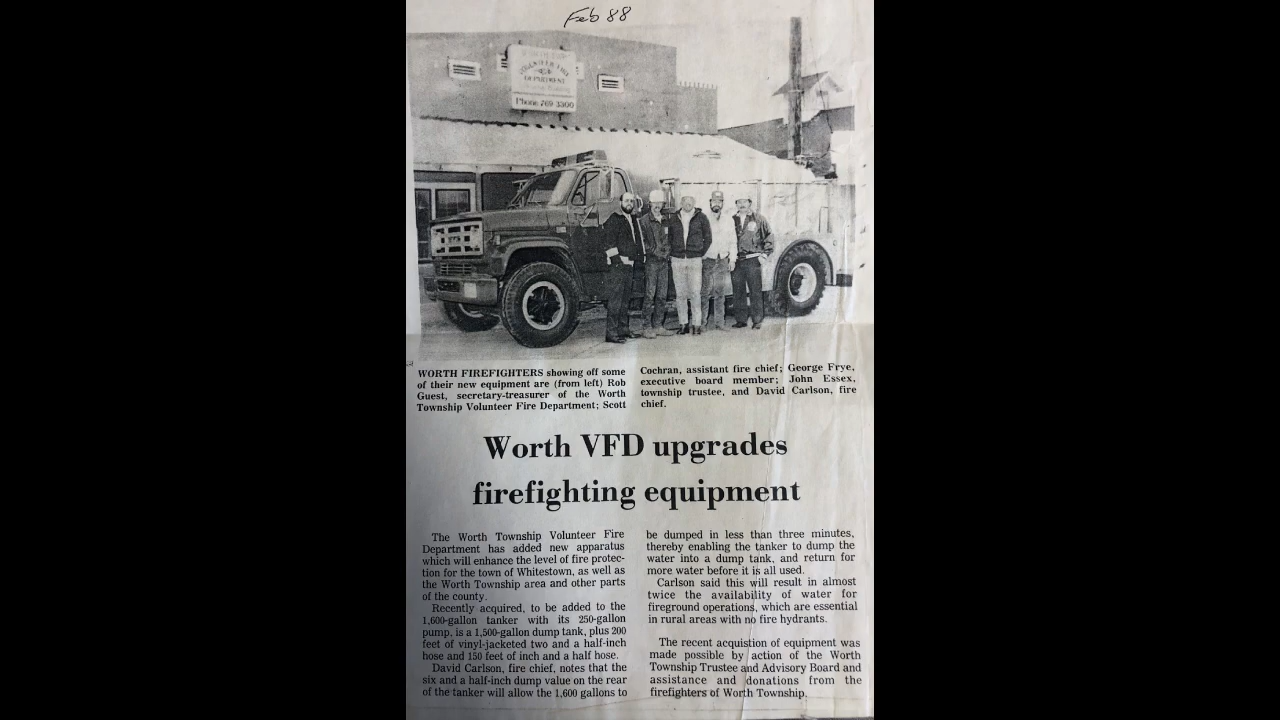 Feb 88
VOLUNTEER FIRE
DEPARTMENT
Phone 769 3300
WORTH FIREFIGHTERS showing off some
of their new equipment are (from left) Rob
Guest, secretary-treasurer of the Worth
Township Volunteer Fire Department; Scott
Cochran, assistant fire chief; George Frye,
executive board member; John Essex,
township trustee, and David Carlson, fire
chief.
Worth VFD upgrades
firefighting equipment
The Worth Township Volunteer Fire
Department has added new apparatus
which will enhance the level of fire protec-
tion for the town of Whitestown, as well as
the Worth Township area and other parts
of the county.
Recently acquired, to be added to the
1,600-gallon tanker with its 250-gallon
pump, is a 1,500-gallon dump tank, plus 200
feet of vinyl-jacketed two and a half-inch
hose and 150 feet of inch and a half hose.
David Carlson, fire chief, notes that the
six and a half-inch dump value on the rear
of the tanker will allow the 1,600 gallons to
be dumped in less than three minutes,
thereby enabling the tanker to dump the
water into a dump tank, and return for
more water before it is all used.
Carlson said this will result in almost
twice the availability of water for
fireground operations, which are essential
in rural areas with no fire hydrants.
The recent acquistion of equipment was
made possible by action of the Worth
Township Trustee and Advisory Board and
assistance and donations from the
firefighters of Worth Township.